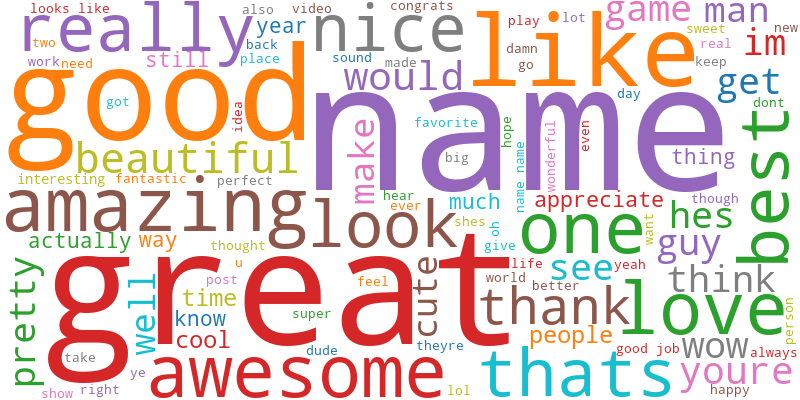 looks like also video congrats game man
really year nice play lot sweet new
two still back sound like damn real im
work need place made would go keep get
good got idea name day dont
beautiful make favorite hope even thing best
interesting fantastic perfect big name name wonderful
amazing look hear ever much appreciate though
actually way thought shes oh one want hes
great u give guy
pretty well post feel cute life yeah see think
time super world better thank love person
know cool dude theyre people good job wow always
take awesome thats youre
show right ye lol happy